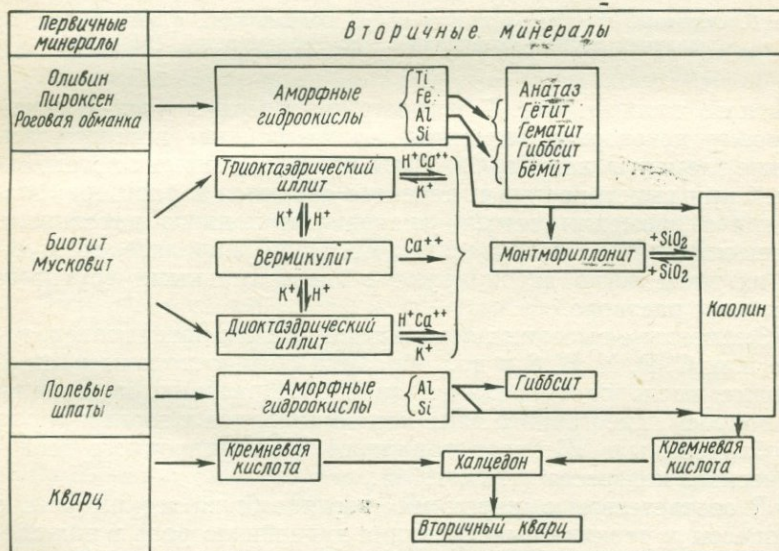 Первичные
минералы
Вторичные минералы
Оливин
Пироксен
Роговая обманка
Аморфные
гидроокислы
Ti
Fe
Al
Si
Анатаз
Гётит
Гематит
Гиббсит
Бёмит
Биотит
Мусковит
Триоктаэдрический
иллит
H⁺Ca⁺⁺
K⁺
K⁺ H⁺
Вермикулит
Ca⁺⁺
K⁺ H⁺
Диоктаэдрический
иллит
H⁺Ca⁺⁺
K⁺
Монтмориллонит
+SiO₂
+SiO₂
Каолин
Полевые
шпаты
Аморфные
гидроокислы
Al
Si
Гиббсит
Кварц
Кремневая
кислота
Халцедон
Кремневая
кислота
Вторичный кварц